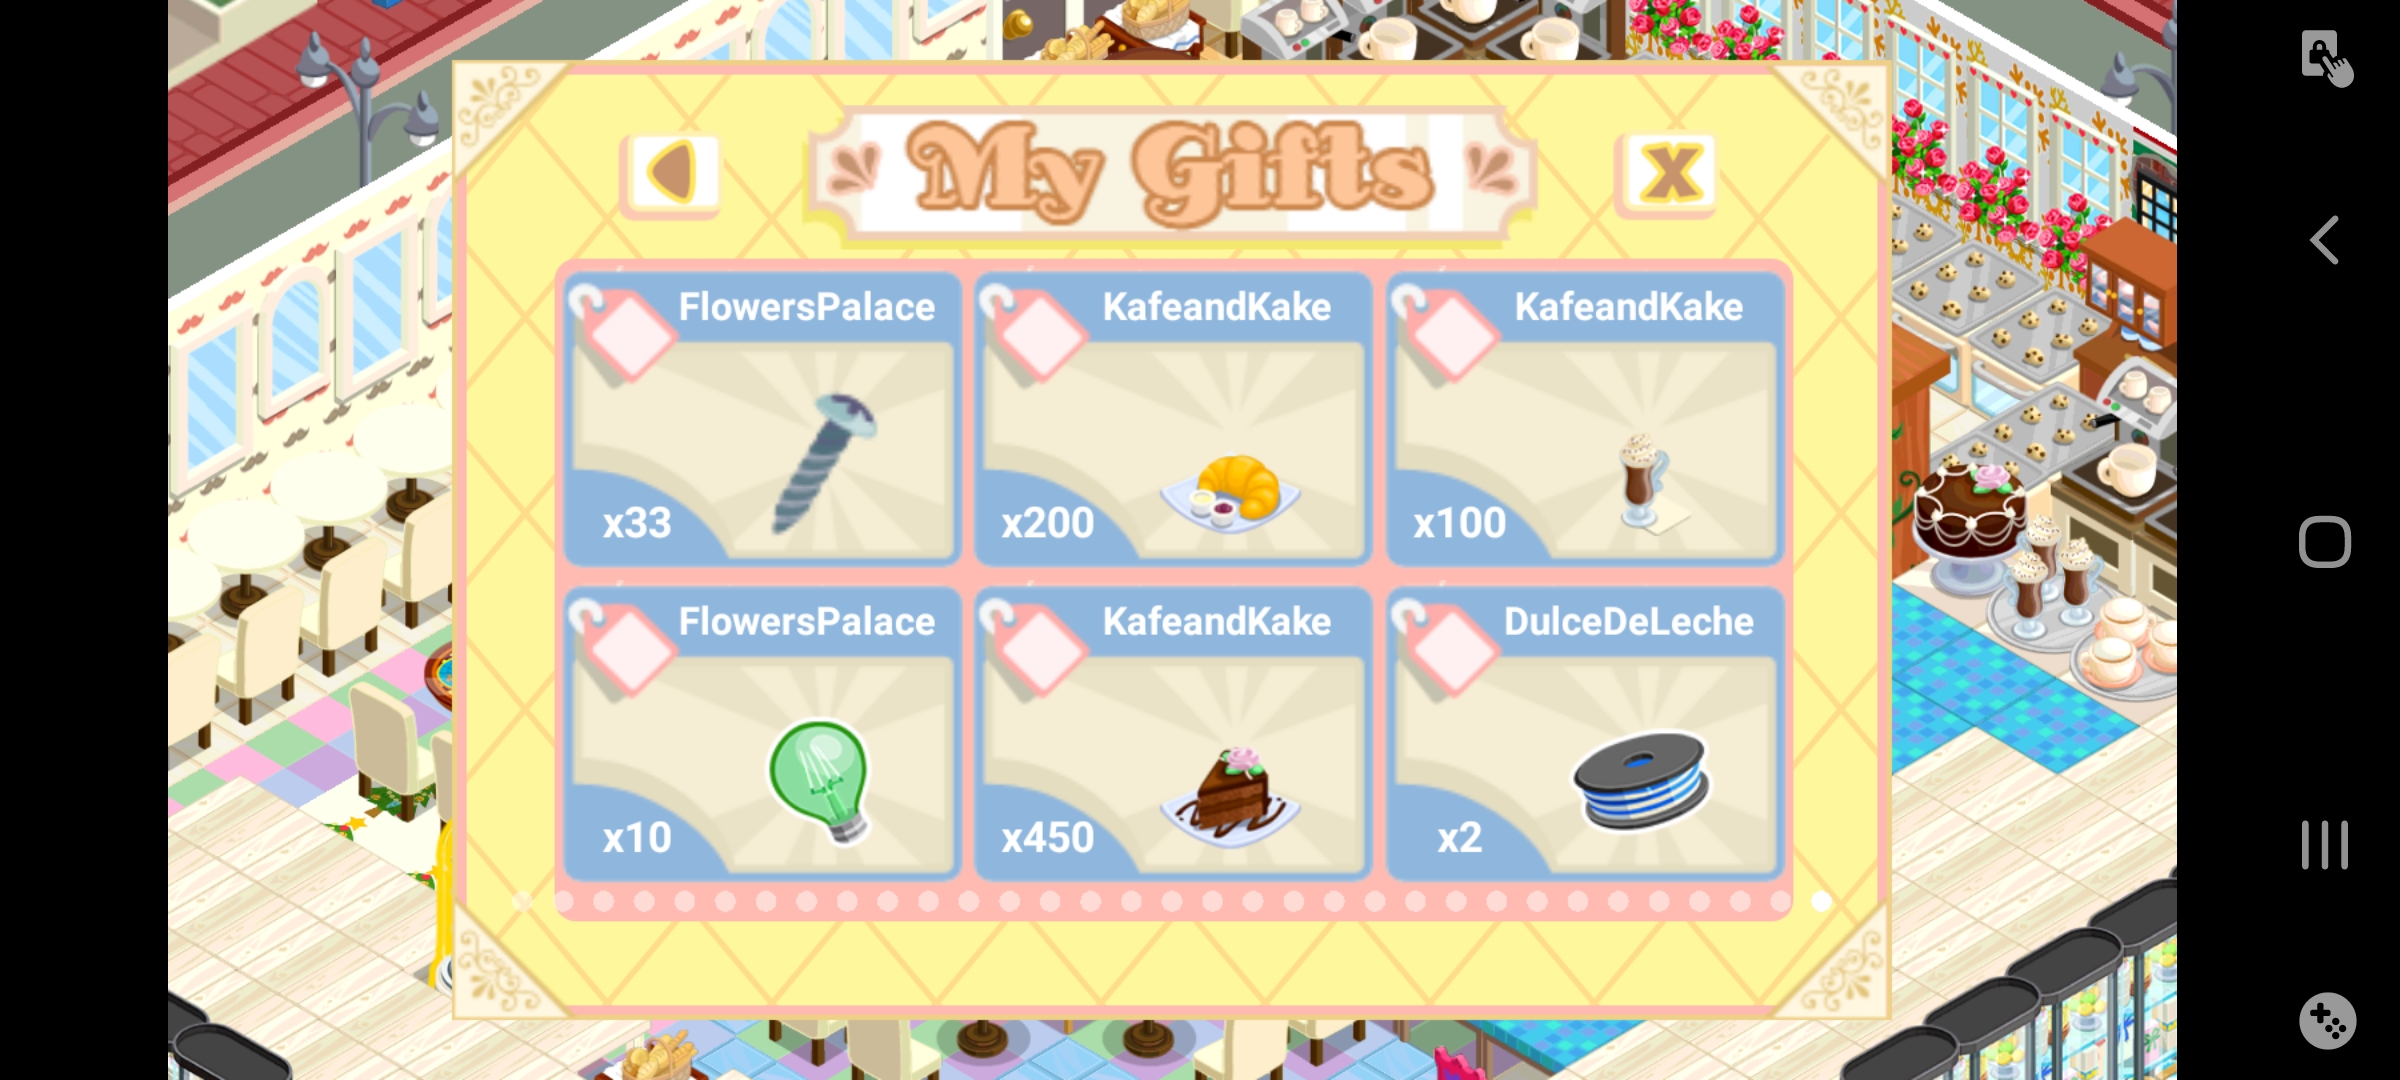 My Gifts
FlowersPalace
x33
KafeandKake
x200
KafeandKake
x100
FlowersPalace
x10
KafeandKake
x450
DulceDeLeche
x2